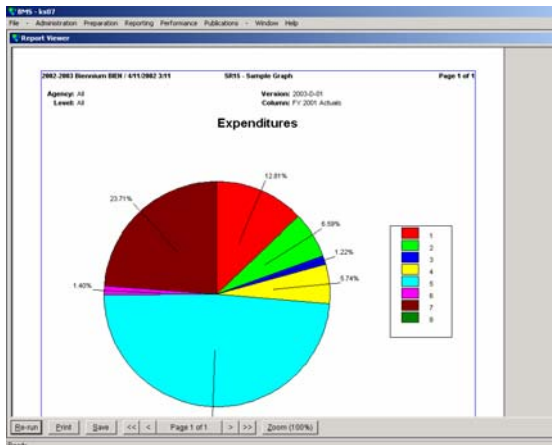 BMS - ks07
File - Administration Preparation Reporting Performance Publications - Window Help
Report Viewer
2002-2003 Biennium BIEN / 4/11/2002 3:11 SR15 - Sample Graph Page 1 of 1
Agency: All Version: 2003-D-01
Level: All Column: FY 2001 Actuals
Expenditures
12.81%
23.71%
6.59%
1.22%
5.74%
1.40%
1
2
3
4
5
6
7
8
Re-run Print Save << < Page 1 of 1 > >> Zoom (100%)